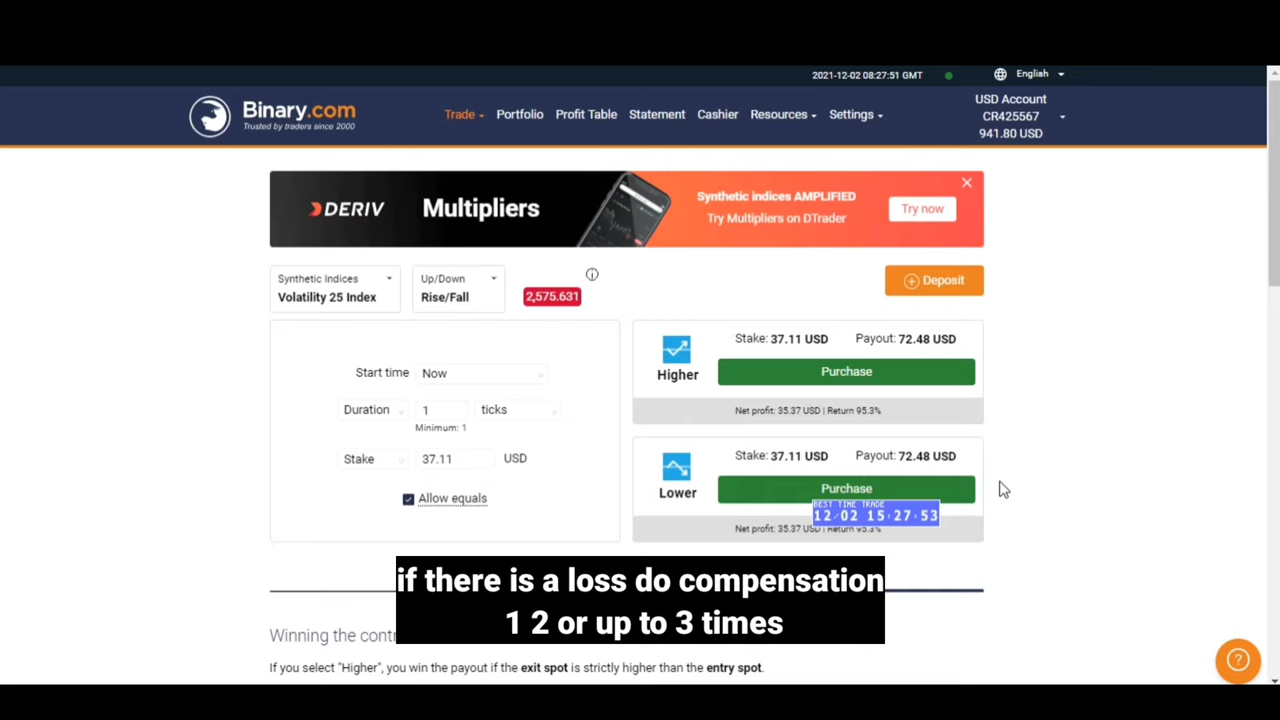 2021-12-02 08:27:51 GMT English
Binary.com
Trusted by traders since 2000
Trade Portfolio Profit Table Statement Cashier Resources Settings
USD Account
CR425567
941.80 USD
DERIV Multipliers
Synthetic indices AMPLIFIED
Try Multipliers on DTrader
Try now
Synthetic Indices
Volatility 25 Index
Up/Down
Rise/Fall
2,575.631
Deposit
Start time Now
Duration 1 ticks
Minimum: 1
Stake 37.11 USD
Allow equals
Higher
Stake: 37.11 USD Payout: 72.48 USD
Purchase
Net profit: 35.37 USD | Return 95.3%
Lower
Stake: 37.11 USD Payout: 72.48 USD
Purchase
BEST TIME TRADE
12/02 15:27:53
Net profit: 35.37 USD | Return 95.3%
if there is a loss do compensation
1 2 or up to 3 times
Winning the contr
If you select "Higher", you win the payout if the exit spot is strictly higher than the entry spot.